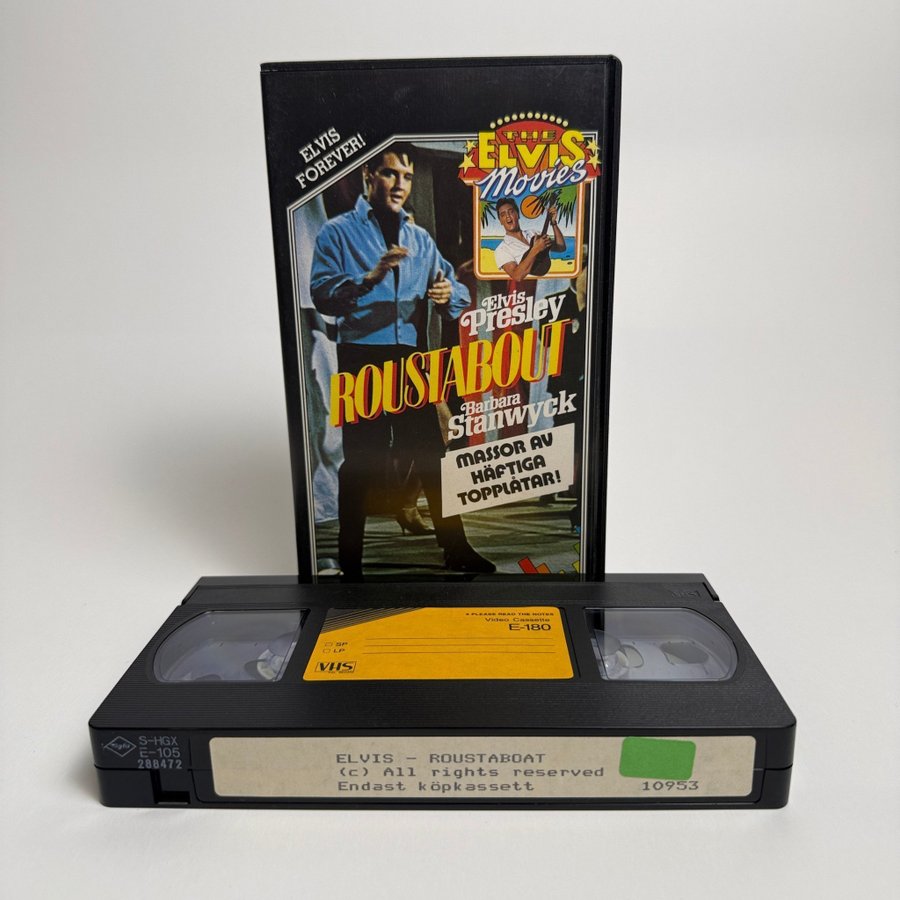 ELVIS
FOREVER!
THE
ELVIS
Movies
Elvis
Presley
ROUSTABOUT
Barbara
Stanwyck
MASSOR AV
HÄFTIGA
TOPPLÅTAR!
PLEASE READ THE NOTES
Video Cassette
E-180
SP
LP
VHS
S-HGX
E-105
288472
ELVIS - ROUSTABOAT
(c) All rights reserved
Endast köpkassett
10953